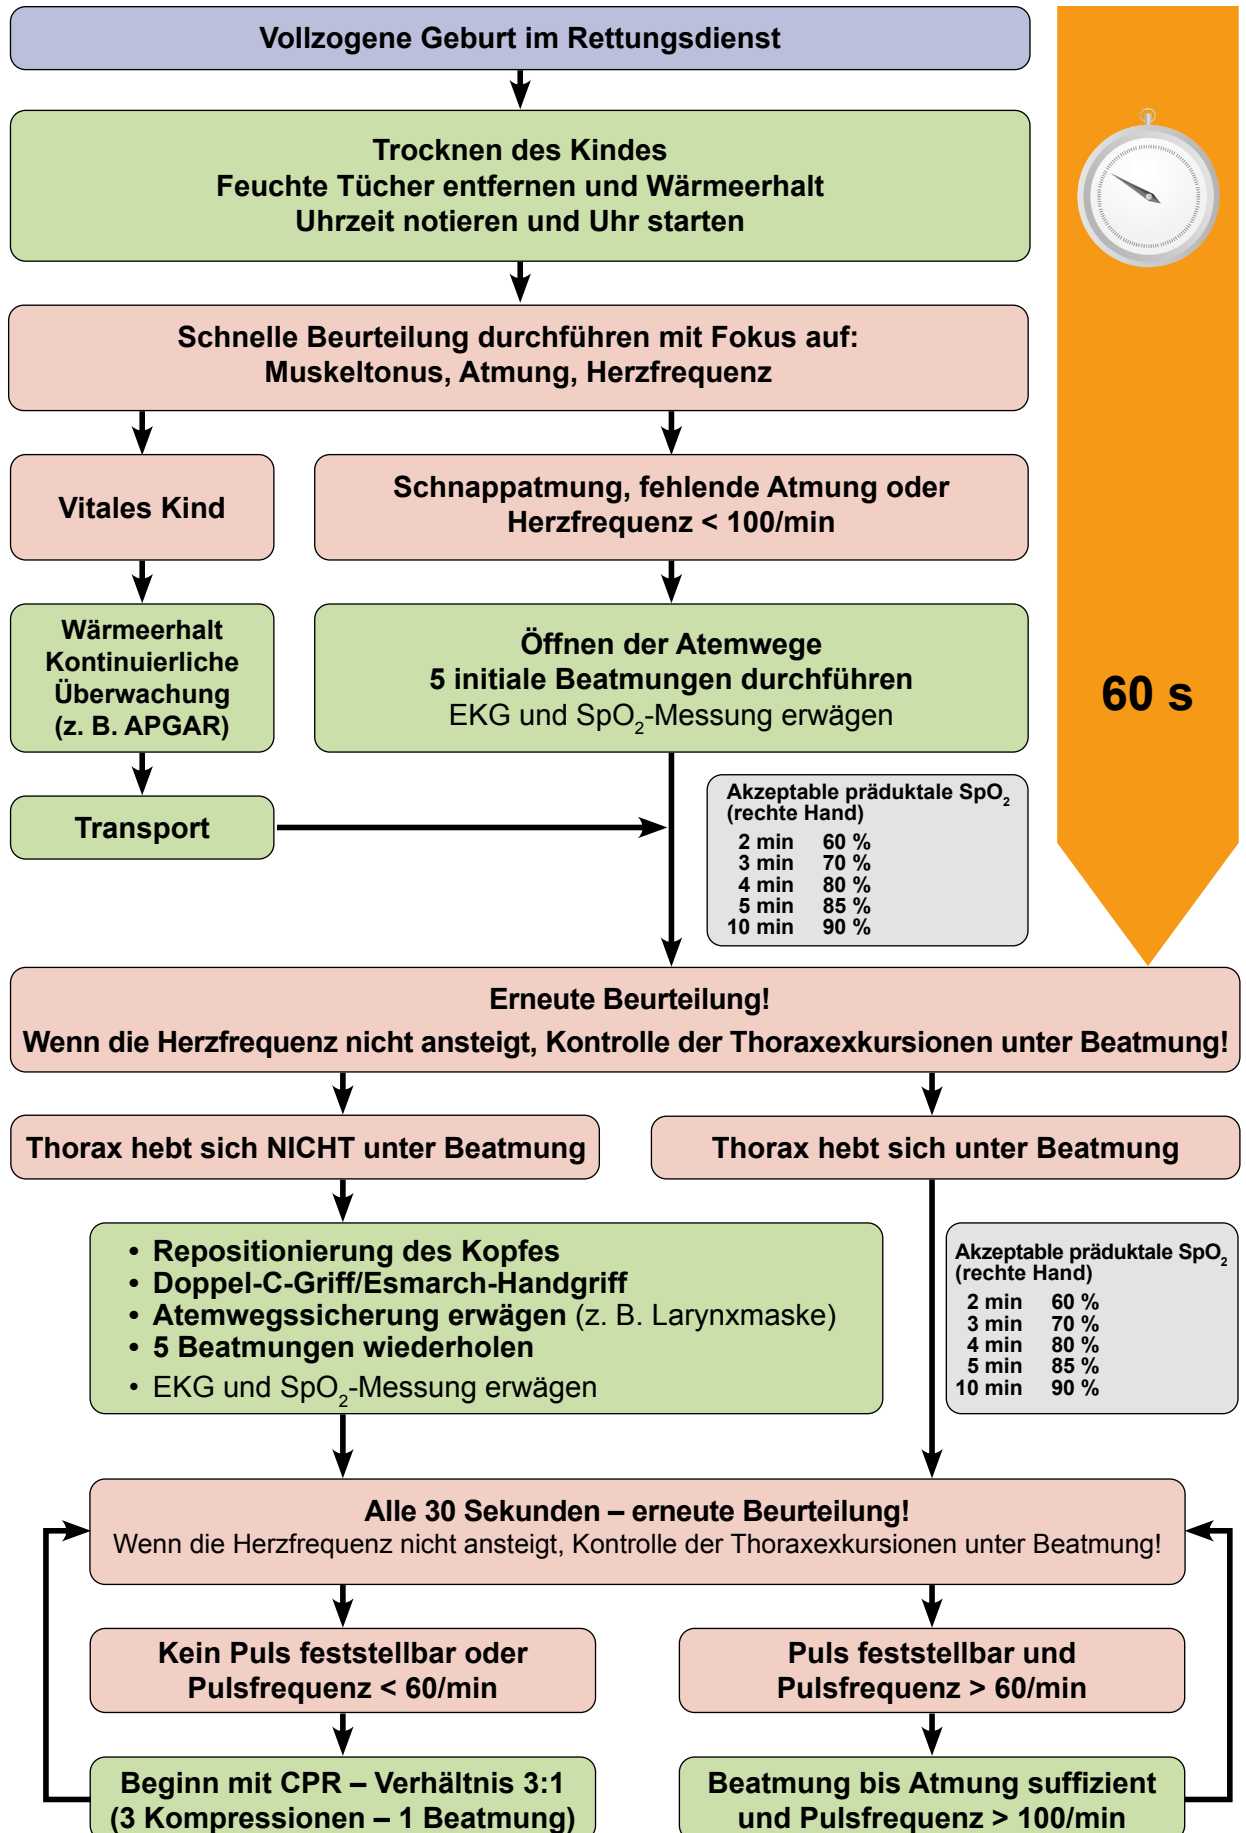 Vollzogene Geburt im Rettungsdienst
Trocknen des Kindes
Feuchte Tücher entfernen und Wärmeerhalt
Uhrzeit notieren und Uhr starten
Schnelle Beurteilung durchführen mit Fokus auf:
Muskeltonus, Atmung, Herzfrequenz
Vitales Kind
Schnappatmung, fehlende Atmung oder
Herzfrequenz < 100/min
Wärmeerhalt
Kontinuierliche
Überwachung
(z. B. APGAR)
Öffnen der Atemwege
5 initiale Beatmungen durchführen
EKG und SpO₂-Messung erwägen
60 s
Transport
Akzeptable präduktale SpO₂
(rechte Hand)
2 min 60 %
3 min 70 %
4 min 80 %
5 min 85 %
10 min 90 %
Erneute Beurteilung!
Wenn die Herzfrequenz nicht ansteigt, Kontrolle der Thoraxexkursionen unter Beatmung!
Thorax hebt sich NICHT unter Beatmung
Thorax hebt sich unter Beatmung
• Repositionierung des Kopfes
• Doppel-C-Griff/Esmarch-Handgriff
• Atemwegssicherung erwägen (z. B. Larynxmaske)
• 5 Beatmungen wiederholen
• EKG und SpO₂-Messung erwägen
Akzeptable präduktale SpO₂
(rechte Hand)
2 min 60 %
3 min 70 %
4 min 80 %
5 min 85 %
10 min 90 %
Alle 30 Sekunden – erneute Beurteilung!
Wenn die Herzfrequenz nicht ansteigt, Kontrolle der Thoraxexkursionen unter Beatmung!
Kein Puls feststellbar oder
Pulsfrequenz < 60/min
Puls feststellbar und
Pulsfrequenz > 60/min
Beginn mit CPR – Verhältnis 3:1
(3 Kompressionen – 1 Beatmung)
Beatmung bis Atmung suffizient
und Pulsfrequenz > 100/min